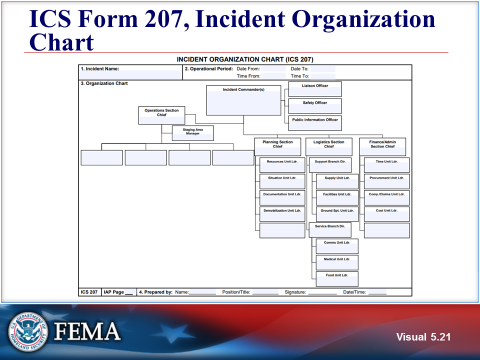 ICS Form 207, Incident Organization
Chart
INCIDENT ORGANIZATION CHART (ICS 207)
1. Incident Name:
2. Operational Period: Date From: Date To:
Time From: Time To:
3. Organization Chart
Incident Commander(s)
Liaison Officer
Safety Officer
Public Information Officer
Operations Section
Chief
Staging Area
Manager
Planning Section
Chief
Resources Unit Ldr.
Situation Unit Ldr.
Documentation Unit Ldr.
Demobilization Unit Ldr.
Logistics Section
Chief
Support Branch Dir.
Supply Unit Ldr.
Facilities Unit Ldr.
Ground Spt. Unit Ldr.
Service Branch Dir.
Comms Unit Ldr.
Medical Unit Ldr.
Food Unit Ldr.
Finance/Admin
Section Chief
Time Unit Ldr.
Procurement Unit Ldr.
Comp./Claims Unit Ldr.
Cost Unit Ldr.
ICS 207 IAP Page ___ 4. Prepared by: Name: Position/Title: Signature: Date/Time:
FEMA
Visual 5.21